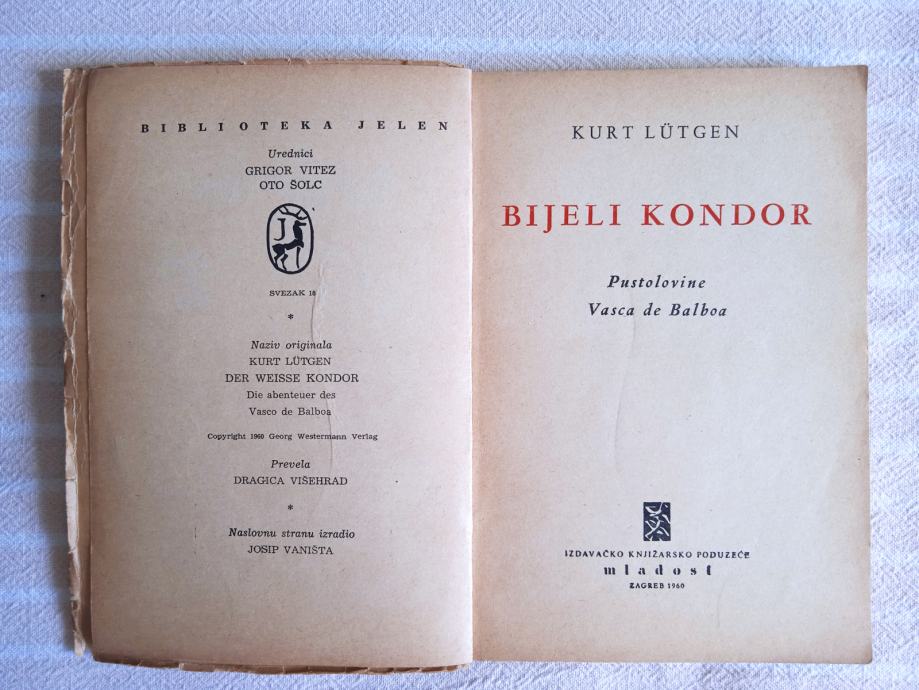 BIBLIOTEKA JELEN
Urednici
GRIGOR VITEZ
OTO ŠOLC
J
SVEZAK 16
*
Naziv originala
KURT LÜTGEN
DER WEISSE KONDOR
Die abenteuer des
Vasco de Balboa
Copyright 1960 Georg Westermann Verlag
Prevela
DRAGICA VIŠEHRAD
*
Naslovnu stranu izradio
JOSIP VANIŠTA
KURT LÜTGEN
BIJELI KONDOR
Pustolovine
Vasca de Balboa
IZDAVAČKO KNJIŽARSKO PODUZEĆE
mladost
ZAGREB 1960